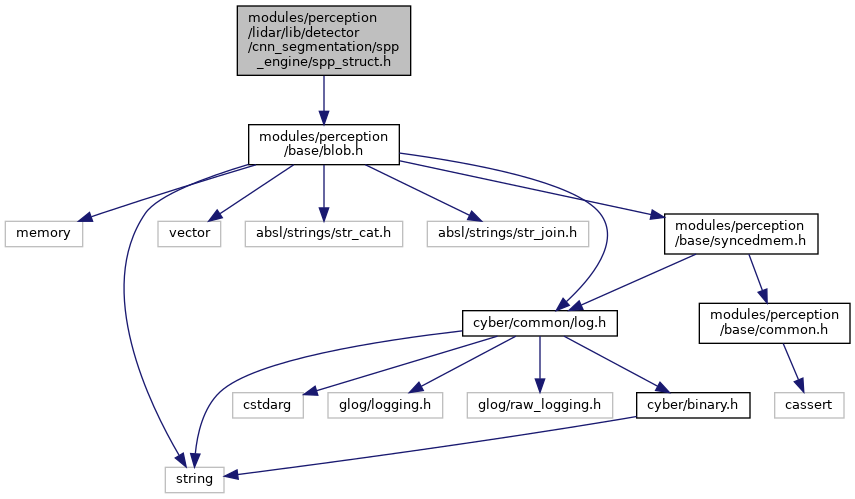 modules/perception
/lidar/lib/detector
/cnn_segmentation/spp
_engine/spp_struct.h
modules/perception
/base/blob.h
memory
vector
absl/strings/str_cat.h
absl/strings/str_join.h
modules/perception
/base/syncedmem.h
cyber/common/log.h
modules/perception
/base/common.h
cstdarg
glog/logging.h
glog/raw_logging.h
cyber/binary.h
cassert
string